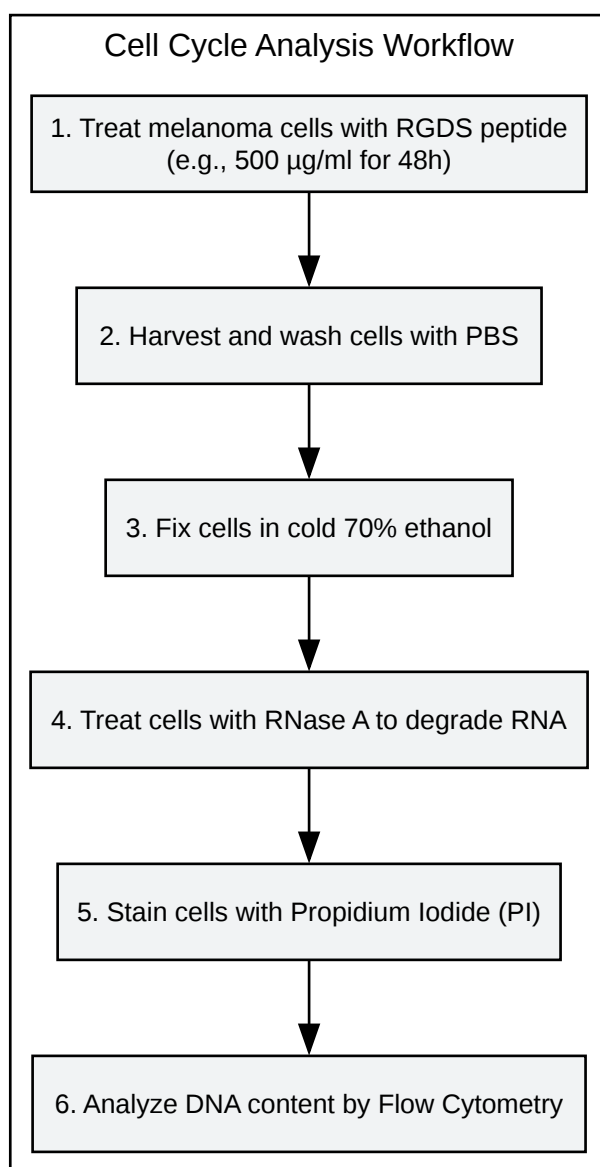 Cell Cycle Analysis Workflow
1. Treat melanoma cells with RGDS peptide
(e.g., 500 µg/ml for 48h)
2. Harvest and wash cells with PBS
3. Fix cells in cold 70% ethanol
4. Treat cells with RNase A to degrade RNA
5. Stain cells with Propidium Iodide (PI)
6. Analyze DNA content by Flow Cytometry